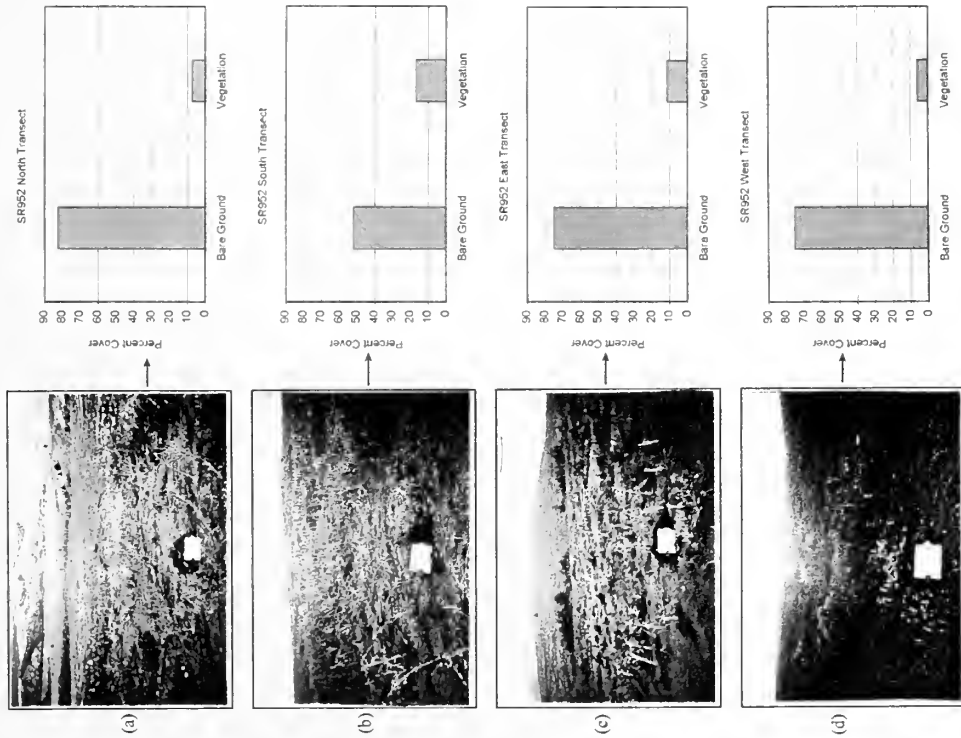 (a)
SR952 North Transect
Percent Cover
90
80
70
60
50
40
30
20
10
0
Bare Ground
Vegetation
(b)
SR952 South Transect
Percent Cover
90
80
70
60
50
40
30
20
10
0
Bare Ground
Vegetation
(c)
SR952 East Transect
Percent Cover
90
80
70
60
50
40
30
20
10
0
Bare Ground
Vegetation
(d)
SR952 West Transect
Percent Cover
90
80
70
60
50
40
30
20
10
0
Bare Ground
Vegetation